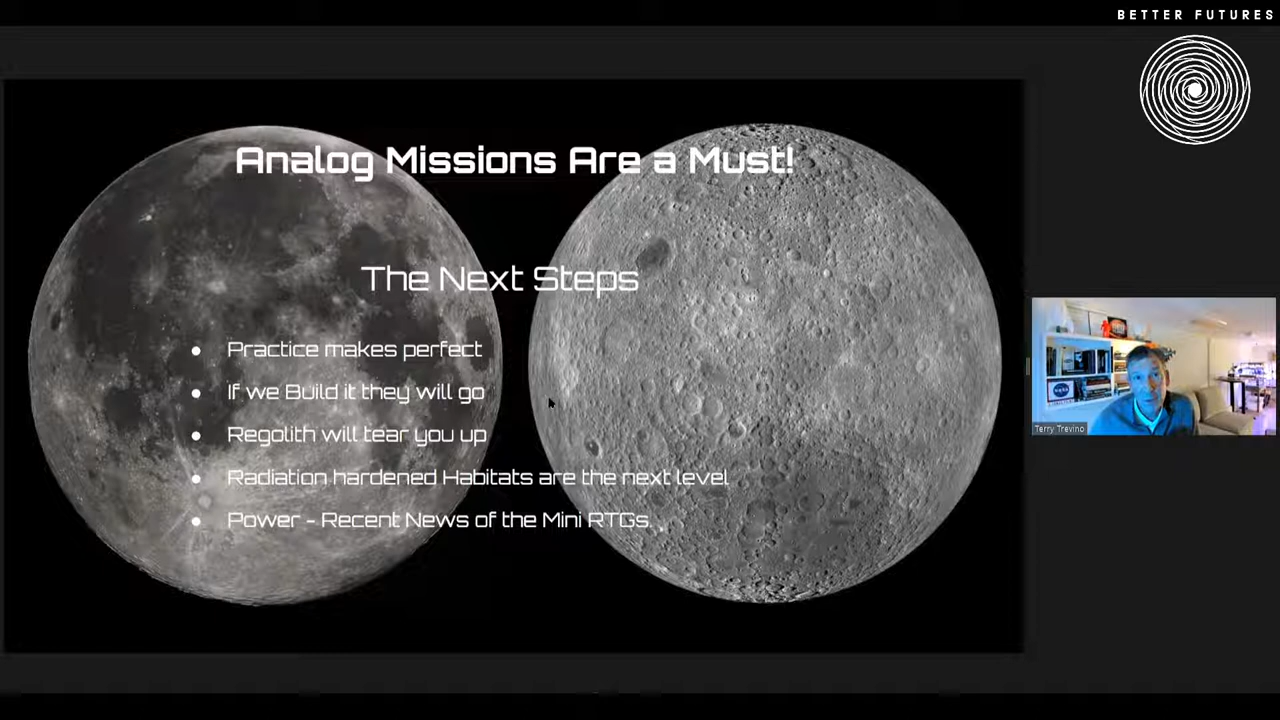 BETTER FUTURES
Analog Missions Are a Must!
The Next Steps
● Practice makes perfect
● If we Build it they will go
● Regolith will tear you up
● Radiation hardened Habitats are the next level
● Power - Recent News of the Mini RTGs.
Terry Trevino
NASA